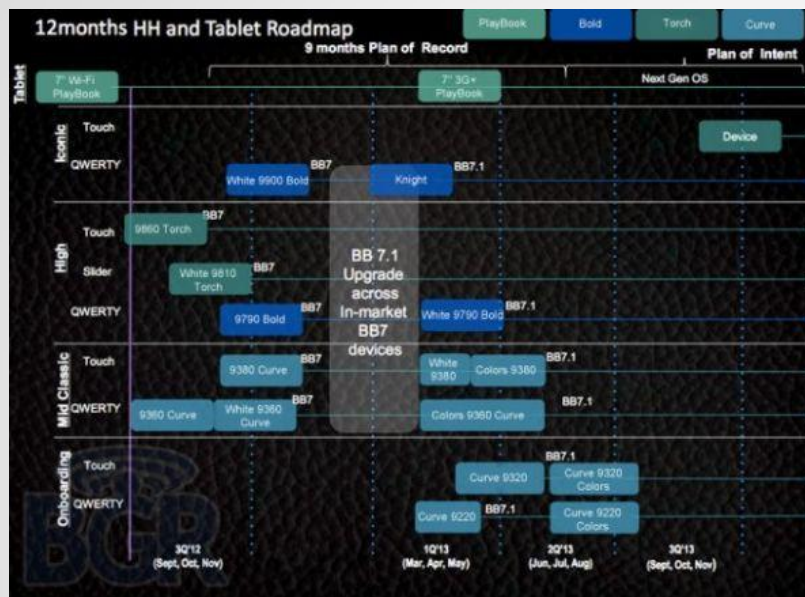 12months HH and Tablet Roadmap
PlayBook
Bold
Torch
Curve
9 months Plan of Record
Plan of Intent
Tablet
7" Wi-Fi
PlayBook
7" 3G+
PlayBook
Next Gen OS
Iconic
Touch
Device
QWERTY
White 9900 Bold
BB7
Knight
BB7.1
High
Touch
9860 Torch
BB7
Slider
White 9810
Torch
BB7
QWERTY
9790 Bold
BB7
White 9790 Bold
BB7.1
BB 7.1
Upgrade
across
In-market
BB7
devices
Mid Classic
Touch
9380 Curve
BB7
White
9380
Colors 9380
BB7.1
QWERTY
9360 Curve
White 9360
Curve
BB7
Colors 9360 Curve
BB7.1
Onboarding
Touch
Curve 9320
BB7.1
Curve 9320
Colors
QWERTY
Curve 9220
BB7.1
Curve 9220
Colors
BGR
3Q'12
(Sept, Oct, Nov)
1Q'13
(Mar, Apr, May)
2Q'13
(Jun, Jul, Aug)
3Q'13
(Sept, Oct, Nov)